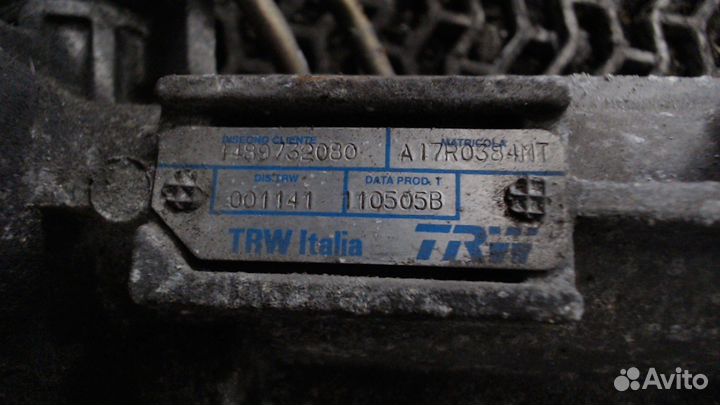 DISEGNO CLIENTE MATRICOLA
1489732080 A17R0384MT
DIS.TRW DATA PROD.T
001141 110505B
TRW Italia TRW
Avito